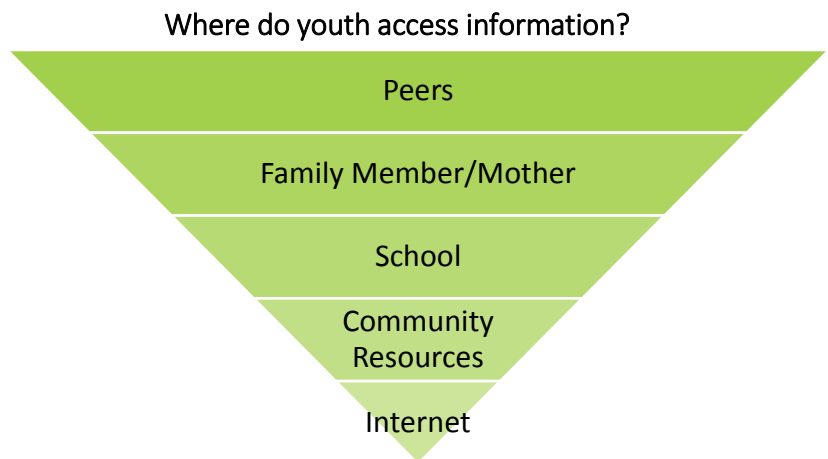 Where do youth access information?
Peers
Family Member/Mother
School
Community
Resources
Internet